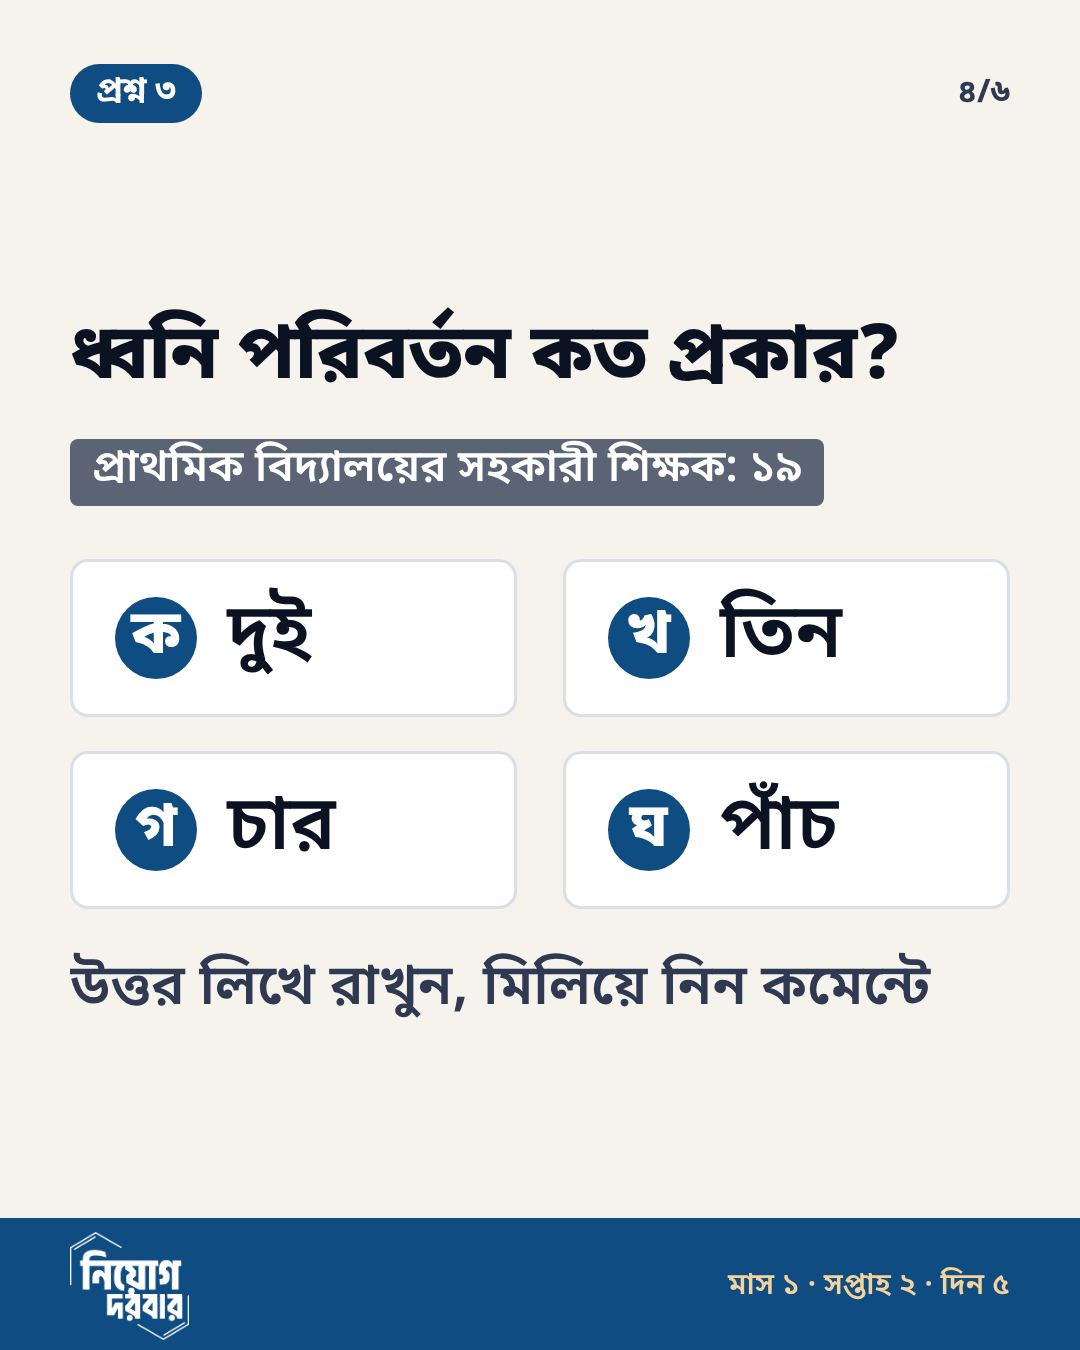 প্রশ্ন ৩
৪/৬
ধ্বনি পরিবর্তন কত প্রকার?
প্রাথমিক বিদ্যালয়ের সহকারী শিক্ষক: ১৯
ক দুই
খ তিন
গ চার
ঘ পাঁচ
উত্তর লিখে রাখুন, মিলিয়ে নিন কমেন্টে
নিয়োগ
দরবার
মাস ১ · সপ্তাহ ২ · দিন ৫